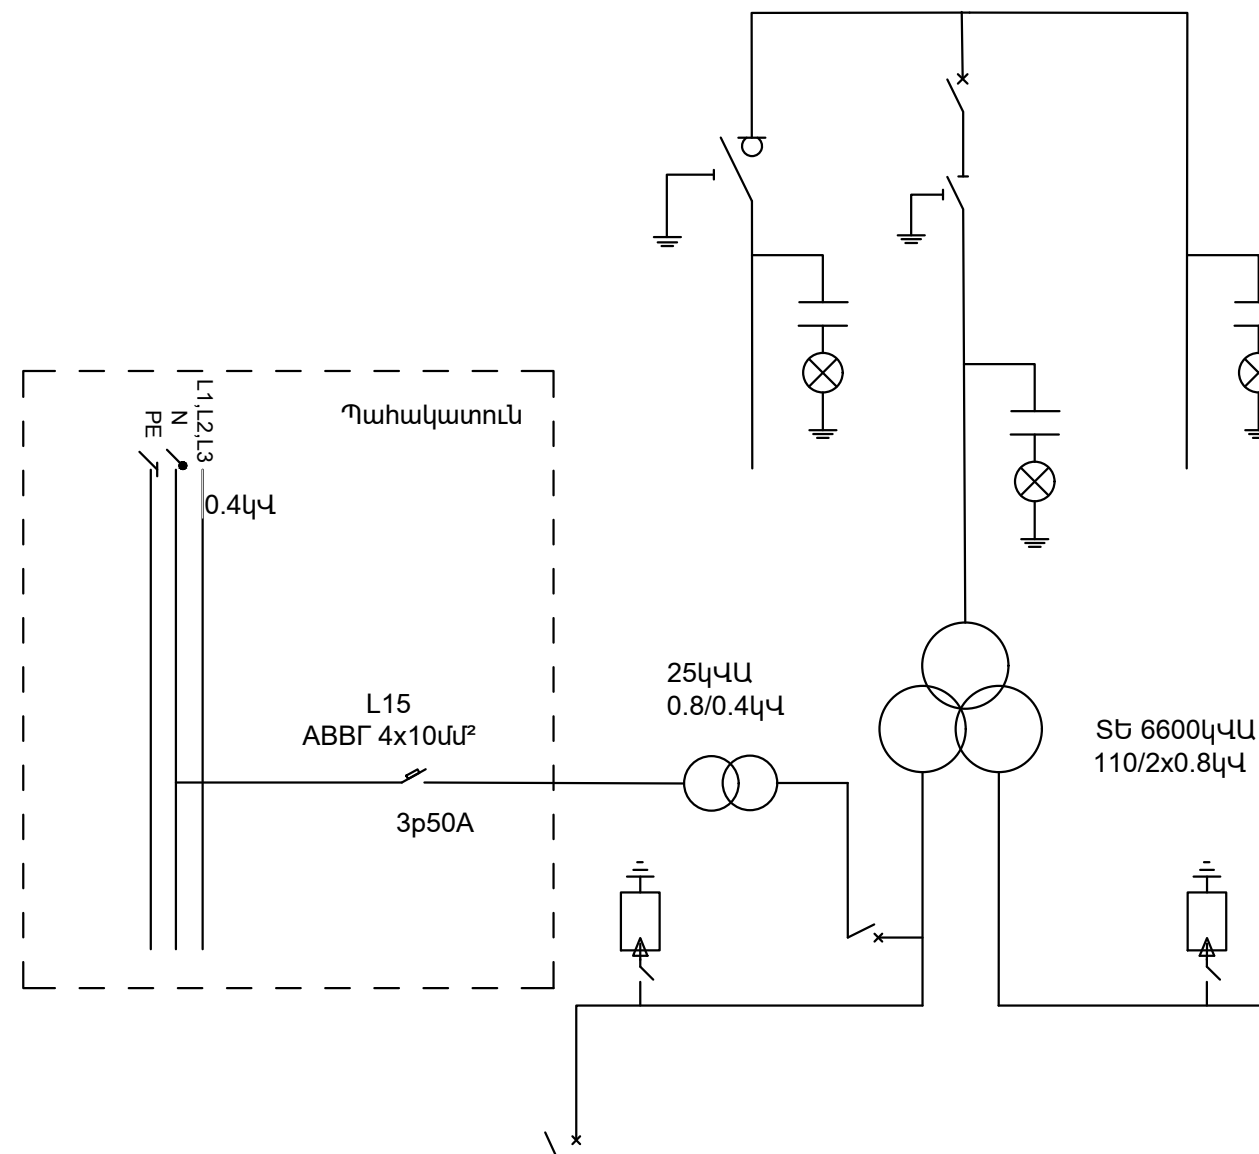 Պահակատուն
L1,L2,L3
N
PE
0.4կՎ
L15
АВВГ 4x10մմ²
3p50A
25կՎԱ
0.8/0.4կՎ
ՏԵ 6600կՎԱ
110/2x0.8կՎ